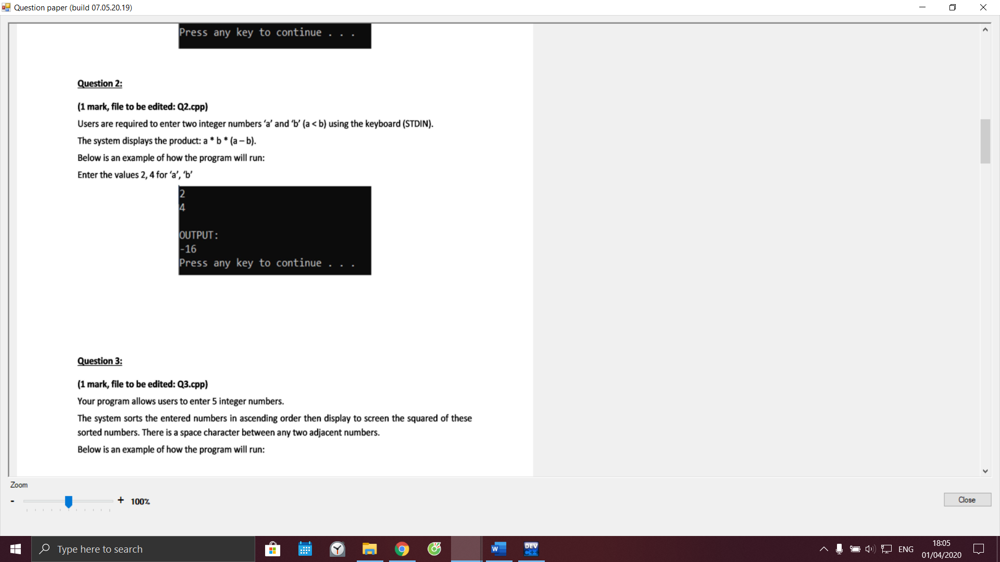 Question paper (build 07.05.20.19)
Press any key to continue . . .
Question 2:
(1 mark, file to be edited: Q2.cpp)
Users are required to enter two integer numbers ‘a’ and ‘b’ (a < b) using the keyboard (STDIN).
The system displays the product: a * b * (a – b).
Below is an example of how the program will run:
Enter the values 2, 4 for ‘a’, ‘b’
2
4
OUTPUT:
-16
Press any key to continue . . .
Question 3:
(1 mark, file to be edited: Q3.cpp)
Your program allows users to enter 5 integer numbers.
The system sorts the entered numbers in ascending order then display to screen the squared of these
sorted numbers. There is a space character between any two adjacent numbers.
Below is an example of how the program will run:
Zoom
- + 100%
Close
Type here to search
W
DEV
C++
ENG
18:05
01/04/2020